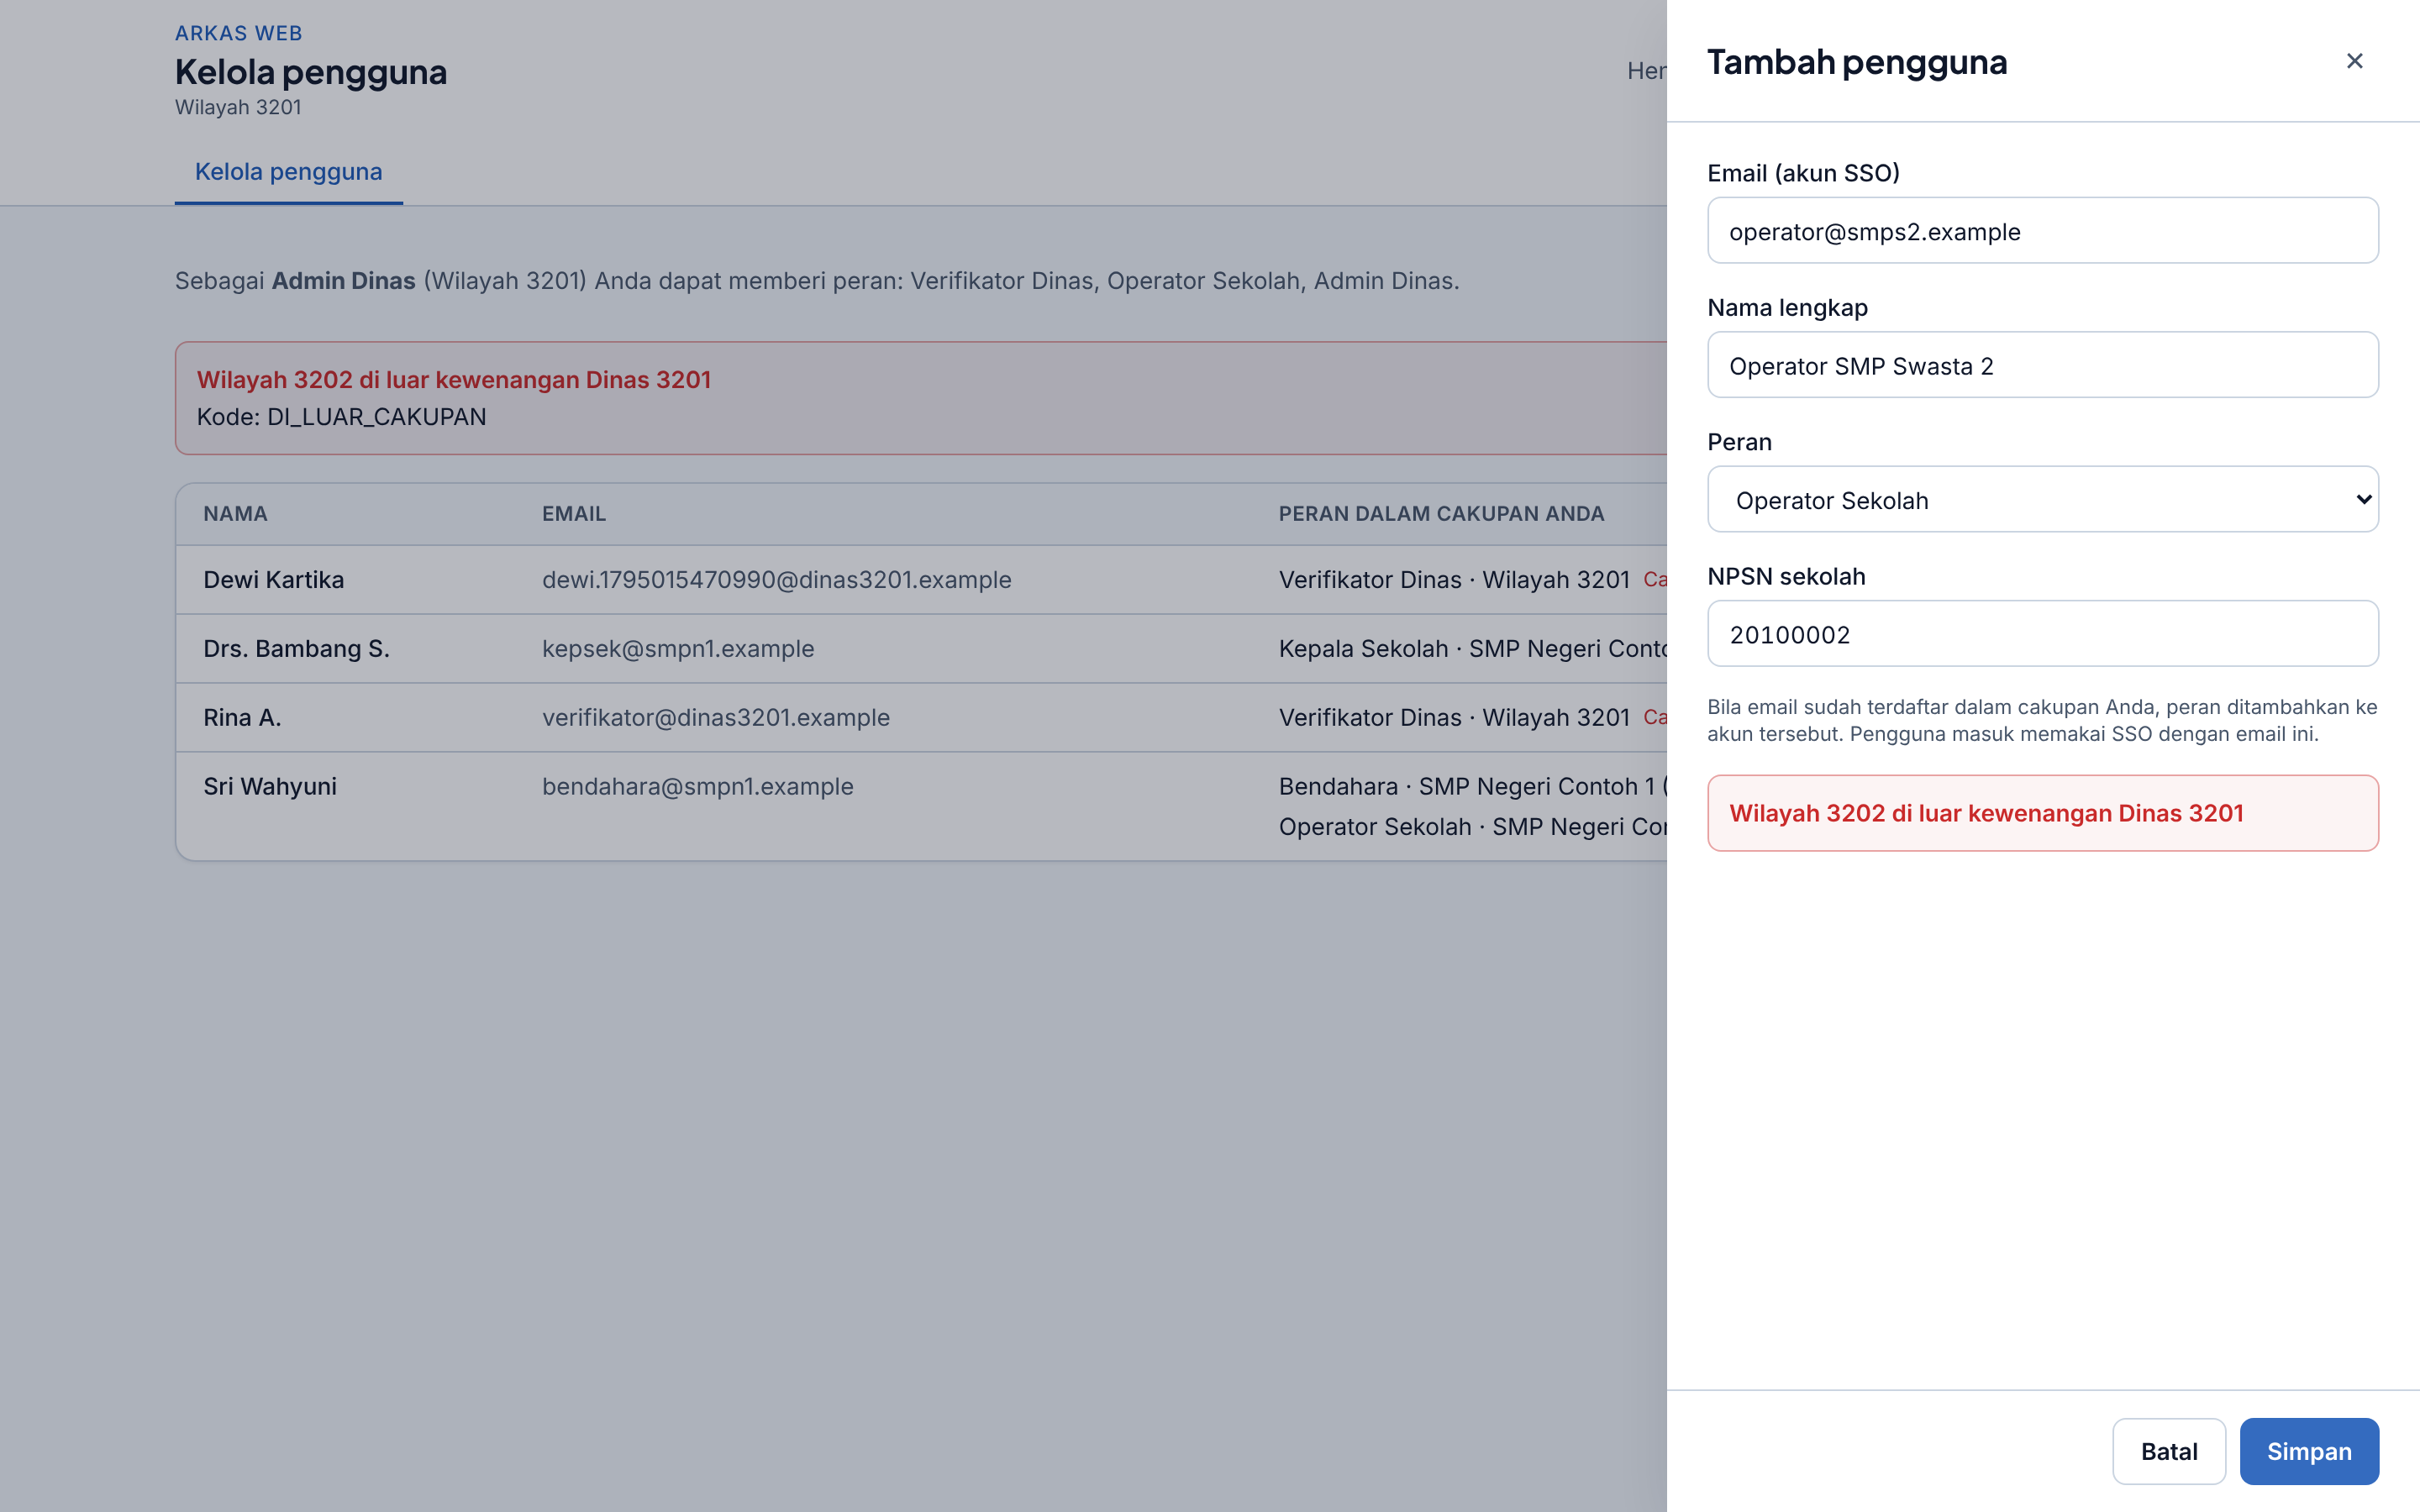 ARKAS WEB
Kelola pengguna
Wilayah 3201
Kelola pengguna
Sebagai Admin Dinas (Wilayah 3201) Anda dapat memberi peran: Verifikator Dinas, Operator Sekolah, Admin Dinas.
Wilayah 3202 di luar kewenangan Dinas 3201
Kode: DI_LUAR_CAKUPAN
NAMA EMAIL PERAN DALAM CAKUPAN ANDA
Dewi Kartika dewi.1795015470990@dinas3201.example Verifikator Dinas · Wilayah 3201
Drs. Bambang S. kepsek@smpn1.example Kepala Sekolah · SMP Negeri
Rina A. verifikator@dinas3201.example Verifikator Dinas · Wilayah 3201
Sri Wahyuni bendahara@smpn1.example Bendahara · SMP Negeri Contoh 1 (
Operator Sekolah · SMP Negeri
Tambah pengguna
Email (akun SSO)
operator@smps2.example
Nama lengkap
Operator SMP Swasta 2
Peran
Operator Sekolah
NPSN sekolah
20100002
Bila email sudah terdaftar dalam cakupan Anda, peran ditambahkan ke
akun tersebut. Pengguna masuk memakai SSO dengan email ini.
Wilayah 3202 di luar kewenangan Dinas 3201
Batal Simpan